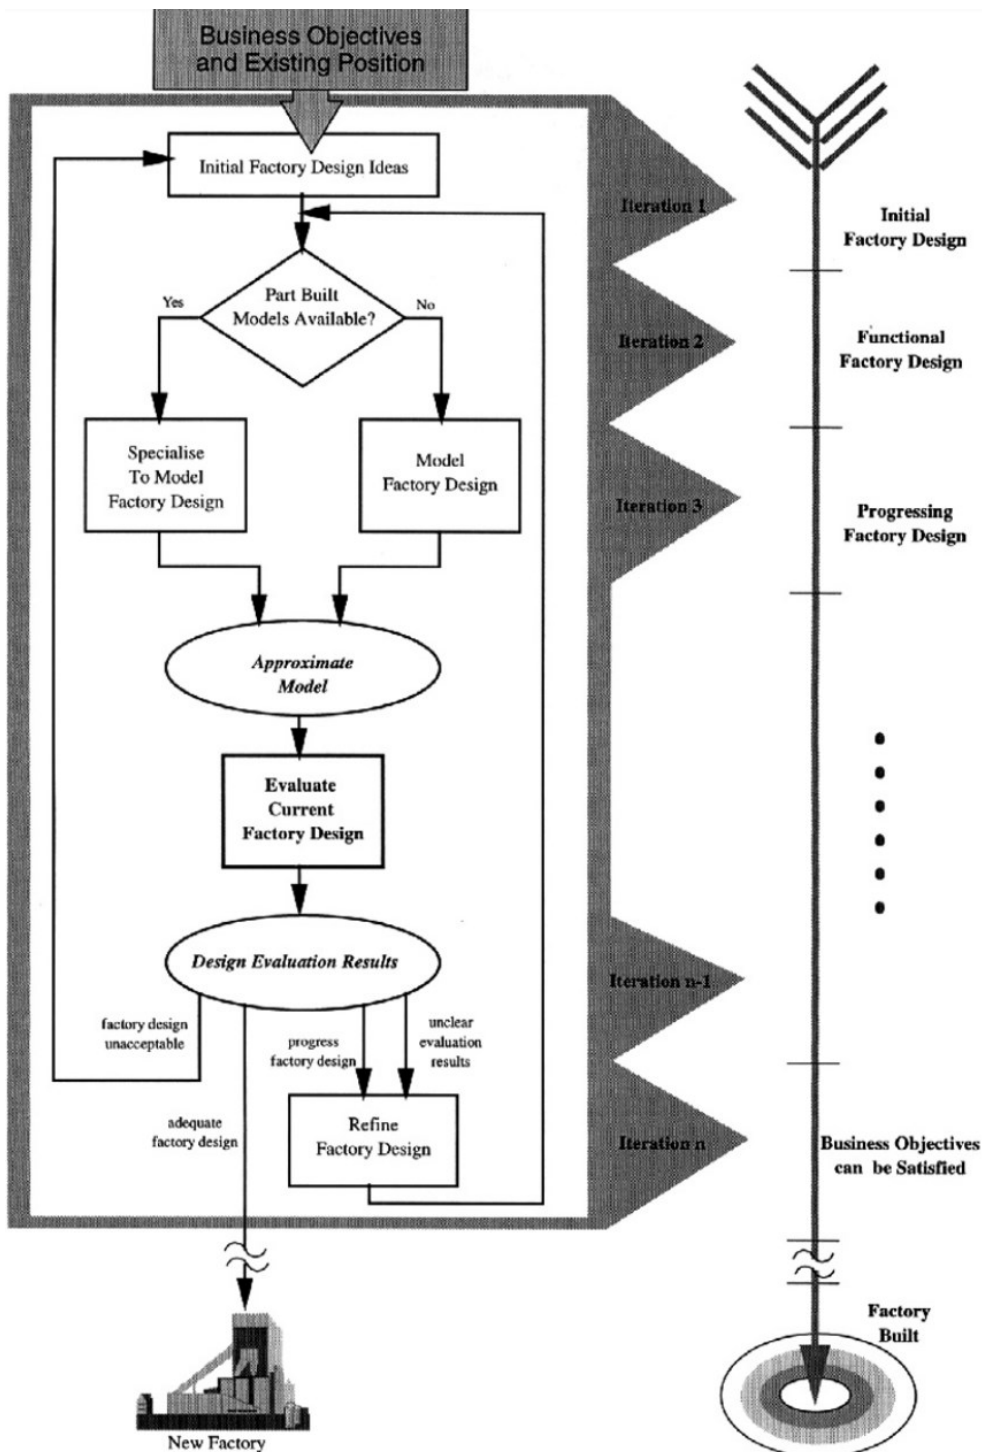 Business Objectives
and Existing Position
Initial Factory Design Ideas
Part Built
Models Available?
Yes
No
Specialise
To Model
Factory Design
Model
Factory Design
Approximate
Model
Evaluate
Current
Factory Design
Design Evaluation Results
factory design
unacceptable
adequate
factory design
progress
factory design
unclear
evaluation
results
Refine
Factory Design
New Factory
Iteration 1
Iteration 2
Iteration 3
Iteration n-1
Iteration n
Initial
Factory Design
Functional
Factory Design
Progressing
Factory Design
Business Objectives
can be Satisfied
Factory
Built